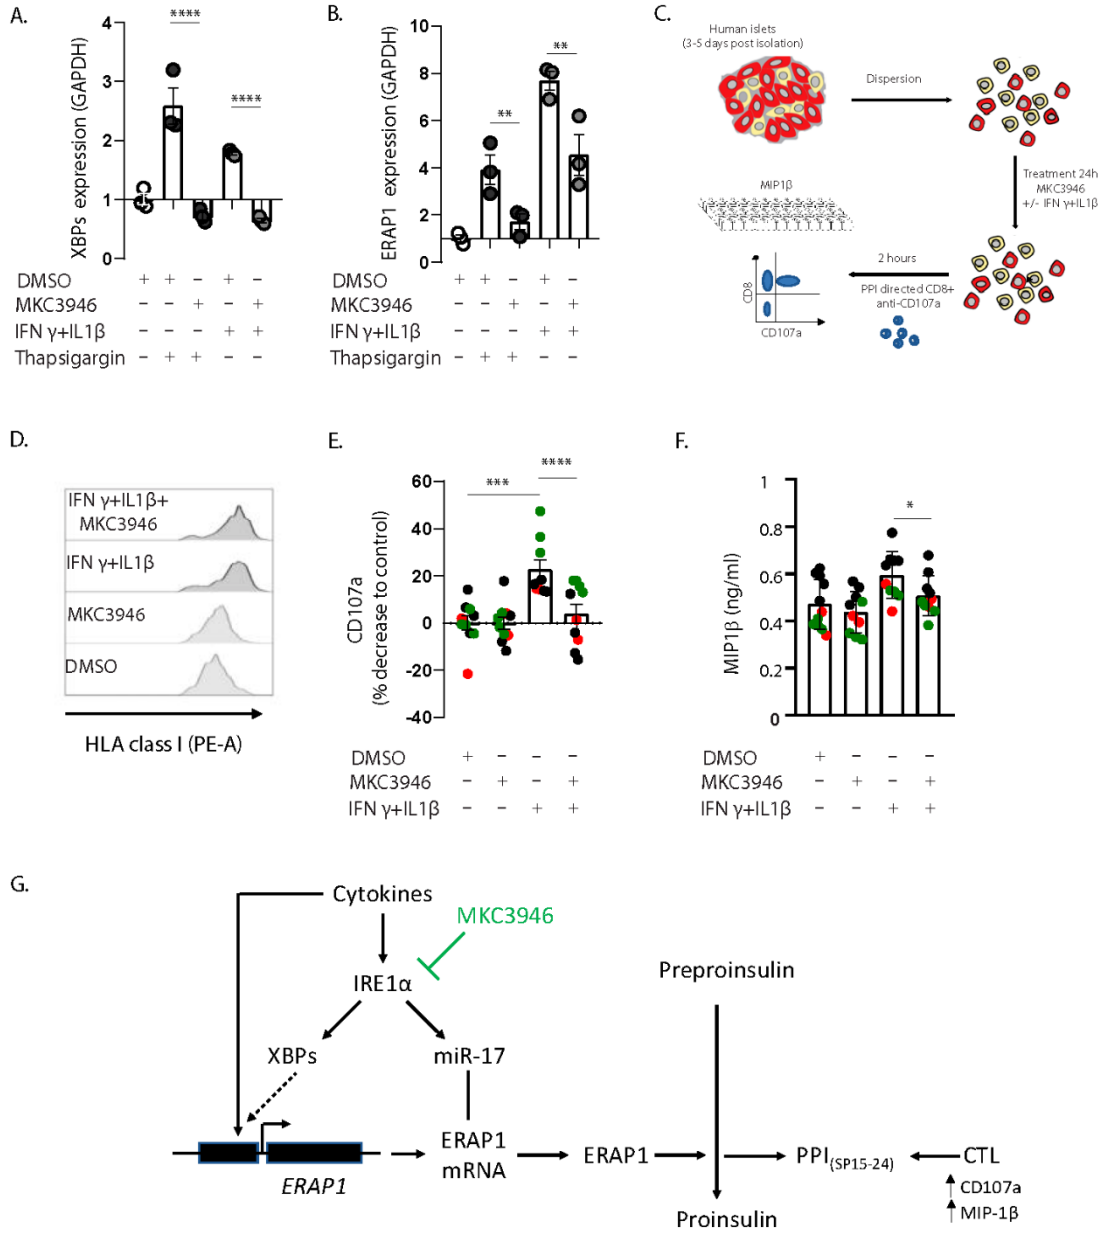 A.
****
****
XBPs expression (GAPDH)
4
3
2
1
0
DMSO + + - + -
MKC3946 - - + - +
IFN γ+IL1β - - - + +
Thapsigargin - + + - -
B.
**
**
ERAP1 expression (GAPDH)
10
8
6
4
2
0
DMSO + + - + -
MKC3946 - - + - +
IFN γ+IL1β - - - + +
Thapsigargin - + + - -
C.
Human islets
(3-5 days post isolation)
Dispersion
Treatment 24h
MKC3946
+/- IFN γ+IL1β
2 hours
PPI directed CD8+
anti-CD107a
MIP1β
CD8
CD107a
D.
IFN γ+IL1β+
MKC3946
IFN γ+IL1β
MKC3946
DMSO
HLA class I (PE-A)
E.
***
****
CD107a
(% decrease to control)
60
40
20
0
-20
-40
DMSO + - - -
MKC3946 - + - +
IFN γ+IL1β - - + +
F.
*
MIP1β (ng/ml)
1
0.8
0.6
0.4
0.2
0
DMSO + - - -
MKC3946 - + - +
IFN γ+IL1β - - + +
G.
Cytokines
MKC3946
IRE1α
Preproinsulin
XBPs
miR-17
ERAP1
ERAP1
mRNA
ERAP1
PPI(SP15-24)
CTL
CD107a
MIP-1β
Proinsulin